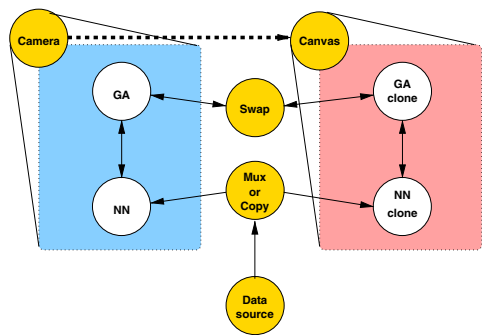 Camera
Canvas
GA
Swap
GA
clone
NN
Mux
or
Copy
NN
clone
Data
source